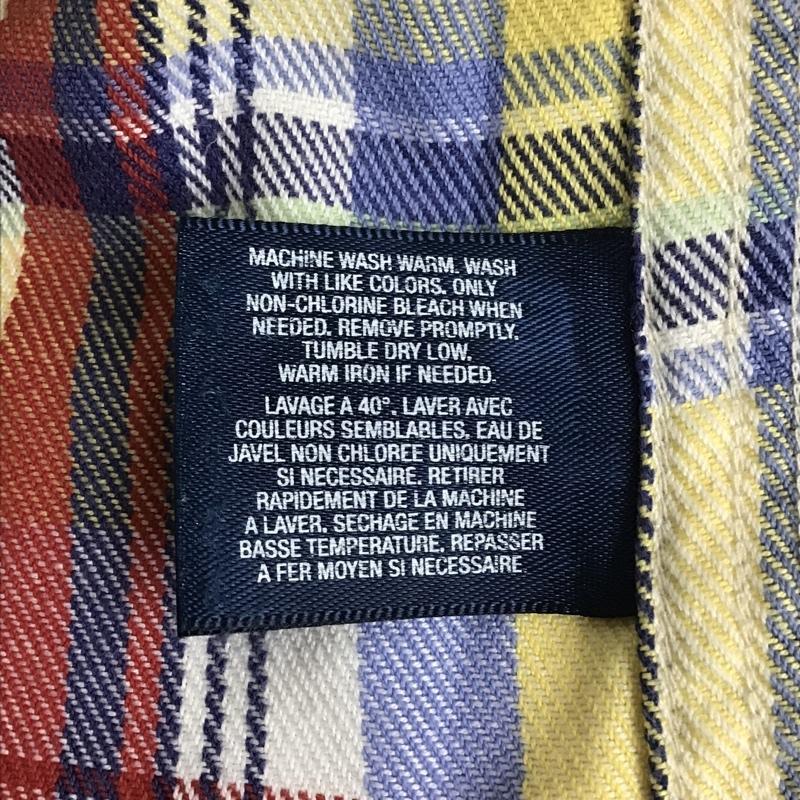 MACHINE WASH WARM. WASH
WITH LIKE COLORS. ONLY
NON-CHLORINE BLEACH WHEN
NEEDED. REMOVE PROMPTLY.
TUMBLE DRY LOW.
WARM IRON IF NEEDED.
LAVAGE A 40°. LAVER AVEC
COULEURS SEMBLABLES. EAU DE
JAVEL NON CHLOREE UNIQUEMENT
SI NECESSAIRE. RETIRER
RAPIDEMENT DE LA MACHINE
A LAVER. SECHAGE EN MACHINE
BASSE TEMPERATURE. REPASSER
A FER MOYEN SI NECESSAIRE